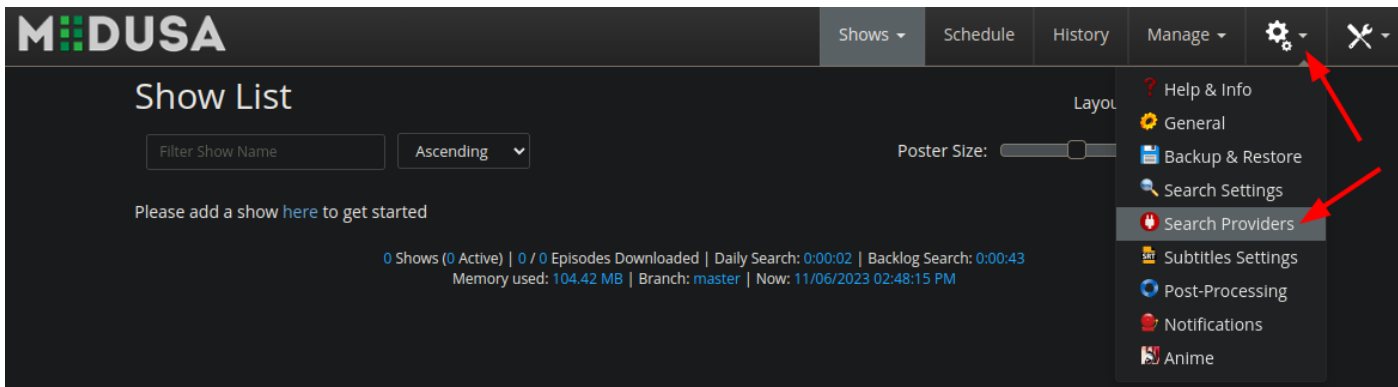 MEDUSA
Shows
Schedule
History
Manage
Show List
Filter Show Name
Ascending
Poster Size:
Please add a show here to get started
0 Shows (0 Active) | 0 / 0 Episodes Downloaded | Daily Search: 0:00:02 | Backlog Search: 0:00:43
Memory used: 104.42 MB | Branch: master | Now: 11/06/2023 02:48:15 PM
Help & Info
General
Backup & Restore
Search Settings
Search Providers
SRT Subtitles Settings
Post-Processing
Notifications
Anime